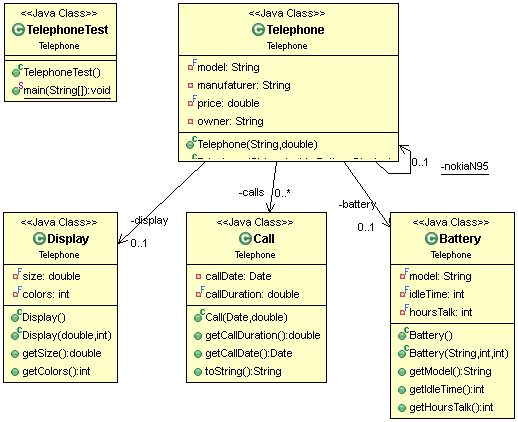 <<Java Class>>
TelephoneTest
Telephone
TelephoneTest()
main(String[]):void
<<Java Class>>
Telephone
Telephone
model: String
manufaturer: String
price: double
owner: String
Telephone(String,double)
0..1
-nokiaN95
-display
0..1
-calls
0..*
-battery
0..1
<<Java Class>>
Display
Telephone
size: double
colors: int
Display()
Display(double,int)
getSize():double
getColors():int
<<Java Class>>
Call
Telephone
callDate: Date
callDuration: double
Call(Date,double)
getCallDuration():double
getCallDate():Date
toString():String
<<Java Class>>
Battery
Telephone
model: String
idleTime: int
hoursTalk: int
Battery()
Battery(String,int,int)
getModel():String
getIdleTime():int
getHoursTalk():int